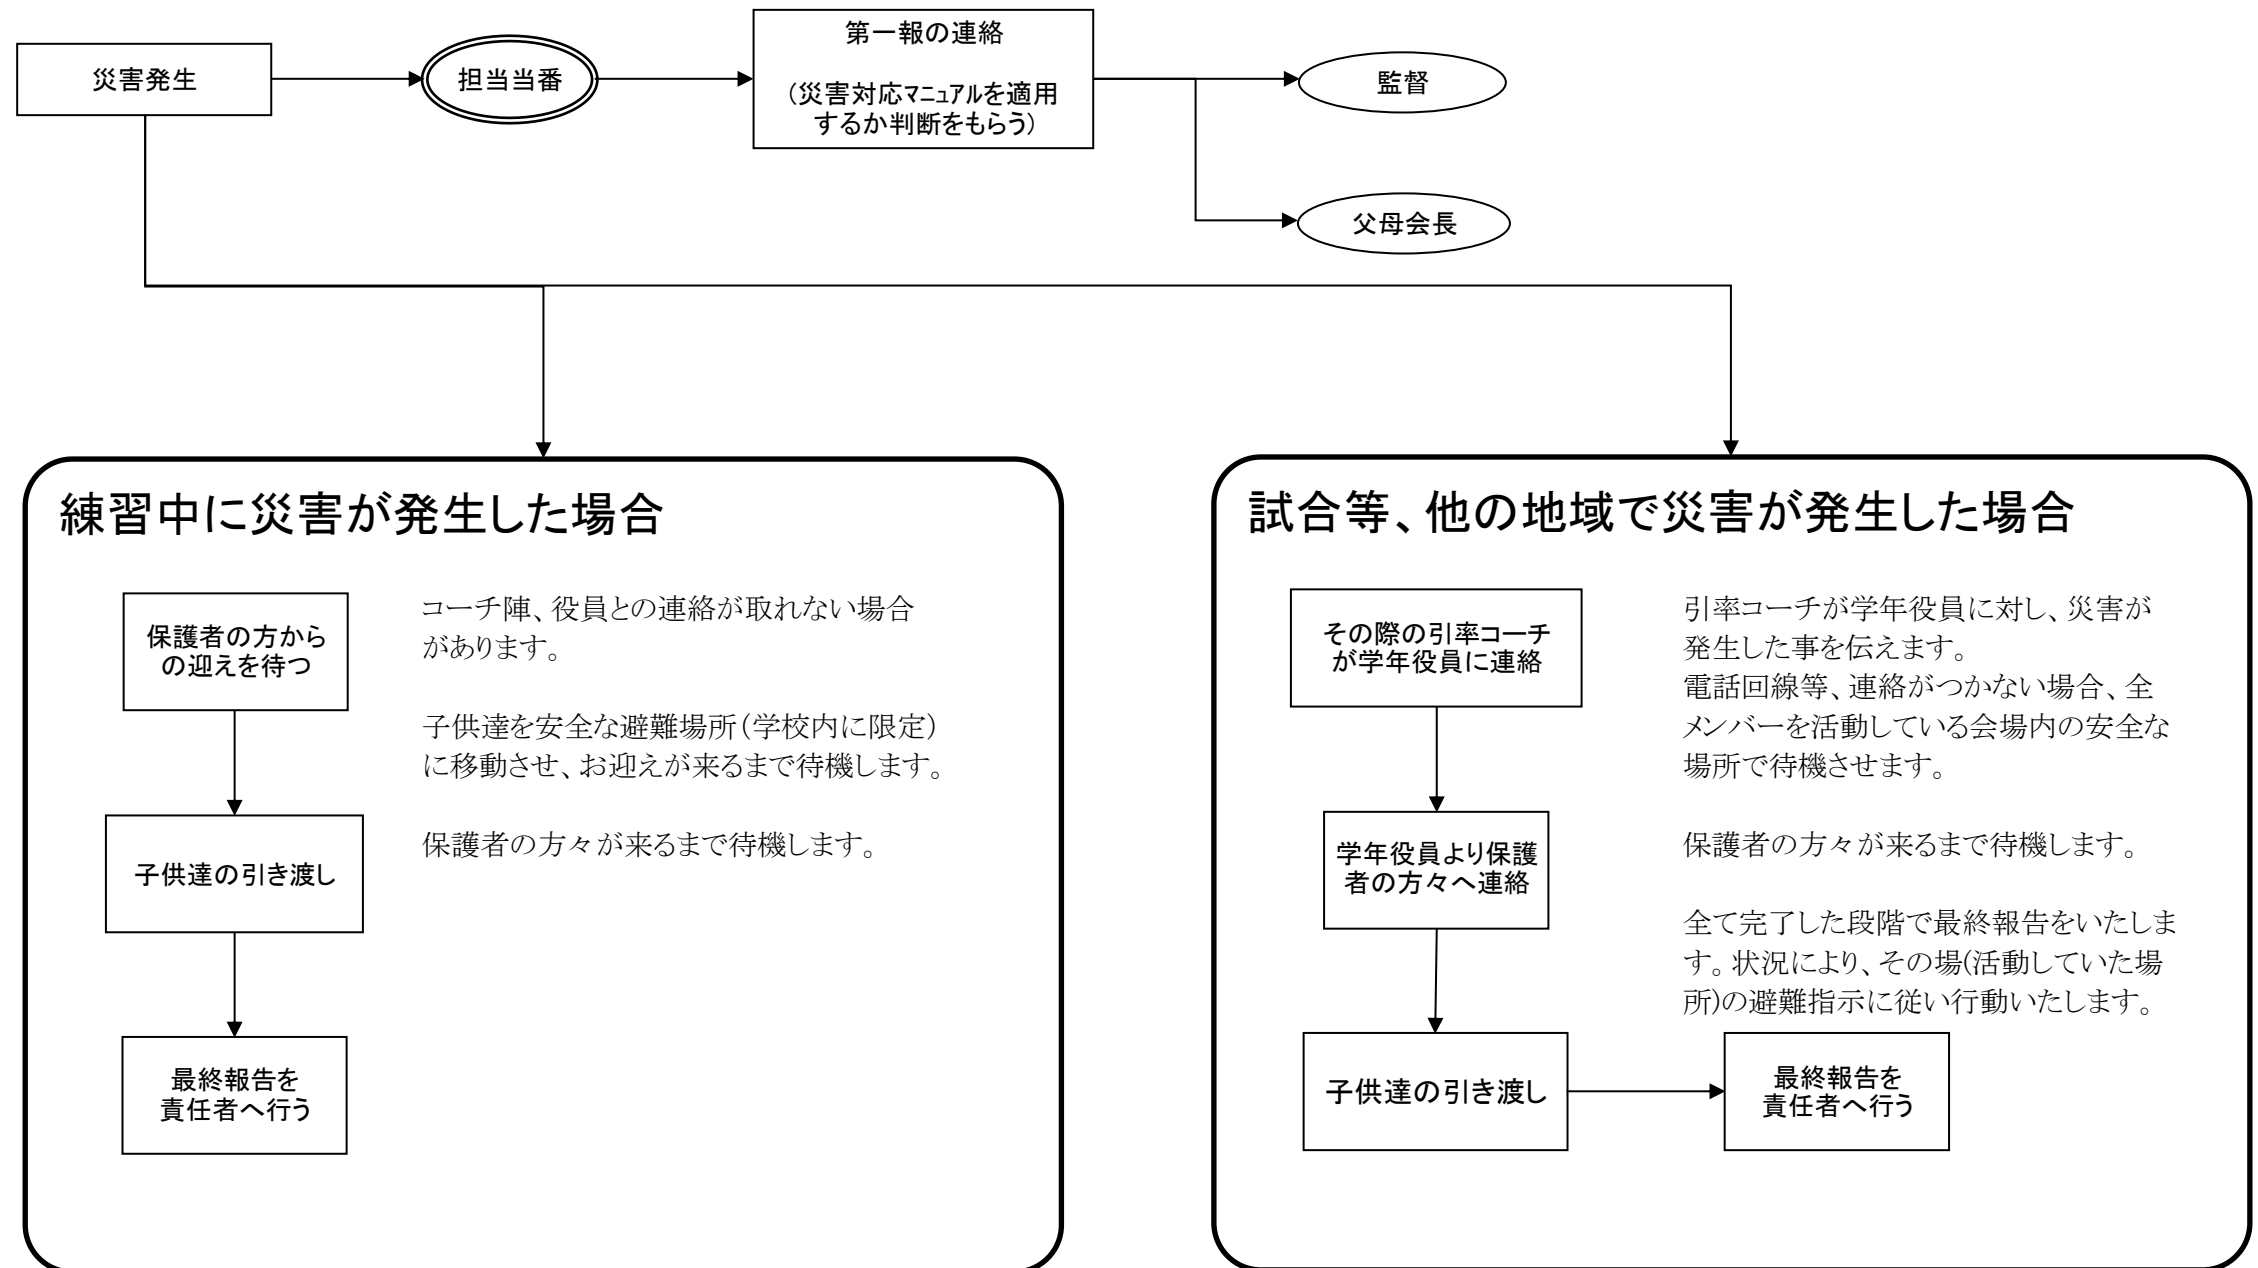 災害発生
担当当番
第一報の連絡
（災害対応ﾏﾆｭｱﾙを適用
するか判断をもらう）
監督
父母会長
練習中に災害が発生した場合
保護者の方から
の迎えを待つ
子供達の引き渡し
最終報告を
責任者へ行う
コーチ陣、役員との連絡が取れない場合
があります。
子供達を安全な避難場所（学校内に限定）
に移動させ、お迎えが来るまで待機します。
保護者の方々が来るまで待機します。
試合等、他の地域で災害が発生した場合
その際の引率コーチ
が学年役員に連絡
学年役員より保護
者の方々へ連絡
子供達の引き渡し
最終報告を
責任者へ行う
引率コーチが学年役員に対し、災害が
発生した事を伝えます。
電話回線等、連絡がつかない場合、全
メンバーを活動している会場内の安全な
場所で待機させます。
保護者の方々が来るまで待機します。
全て完了した段階で最終報告をいたしま
す。状況により、その場(活動していた場
所)の避難指示に従い行動いたします。